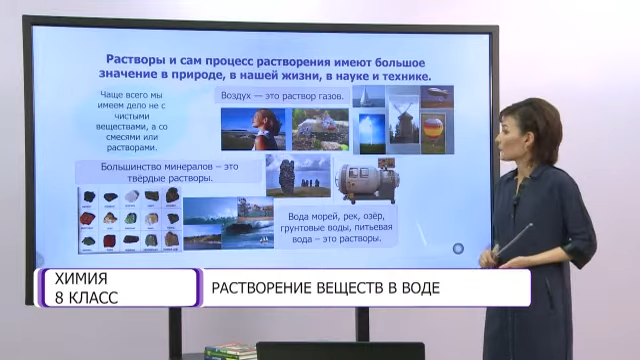 Растворы и сам процесс растворения имеют большое
значение в природе, в нашей жизни, в науке и технике.
Чаще всего мы
имеем дело не с
чистыми
веществами, а со
смесями или
растворами.
Воздух — это раствор газов.
Большинство минералов – это
твёрдые растворы.
Вода морей, рек, озёр,
грунтовые воды, питьевая
вода – это растворы.
ХИМИЯ
8 КЛАСС
РАСТВОРЕНИЕ ВЕЩЕСТВ В ВОДЕ